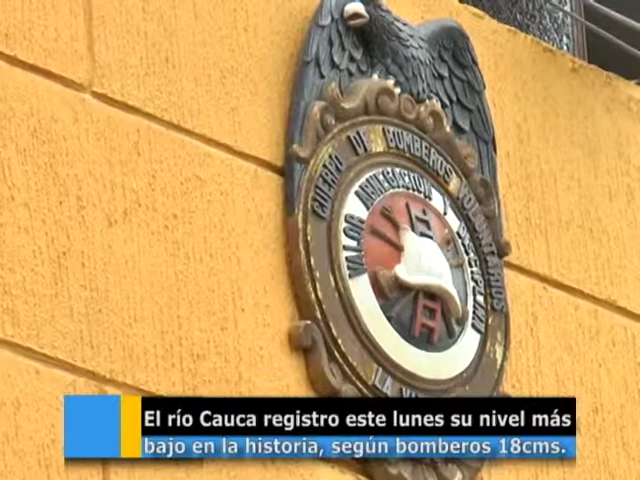 CUERPO DE BOMBEROS VOLUNTARIOS
VALOR ABNEGACION Y DISCIPLINA
LA
El río Cauca registro este lunes su nivel más
bajo en la historia, según bomberos 18cms.